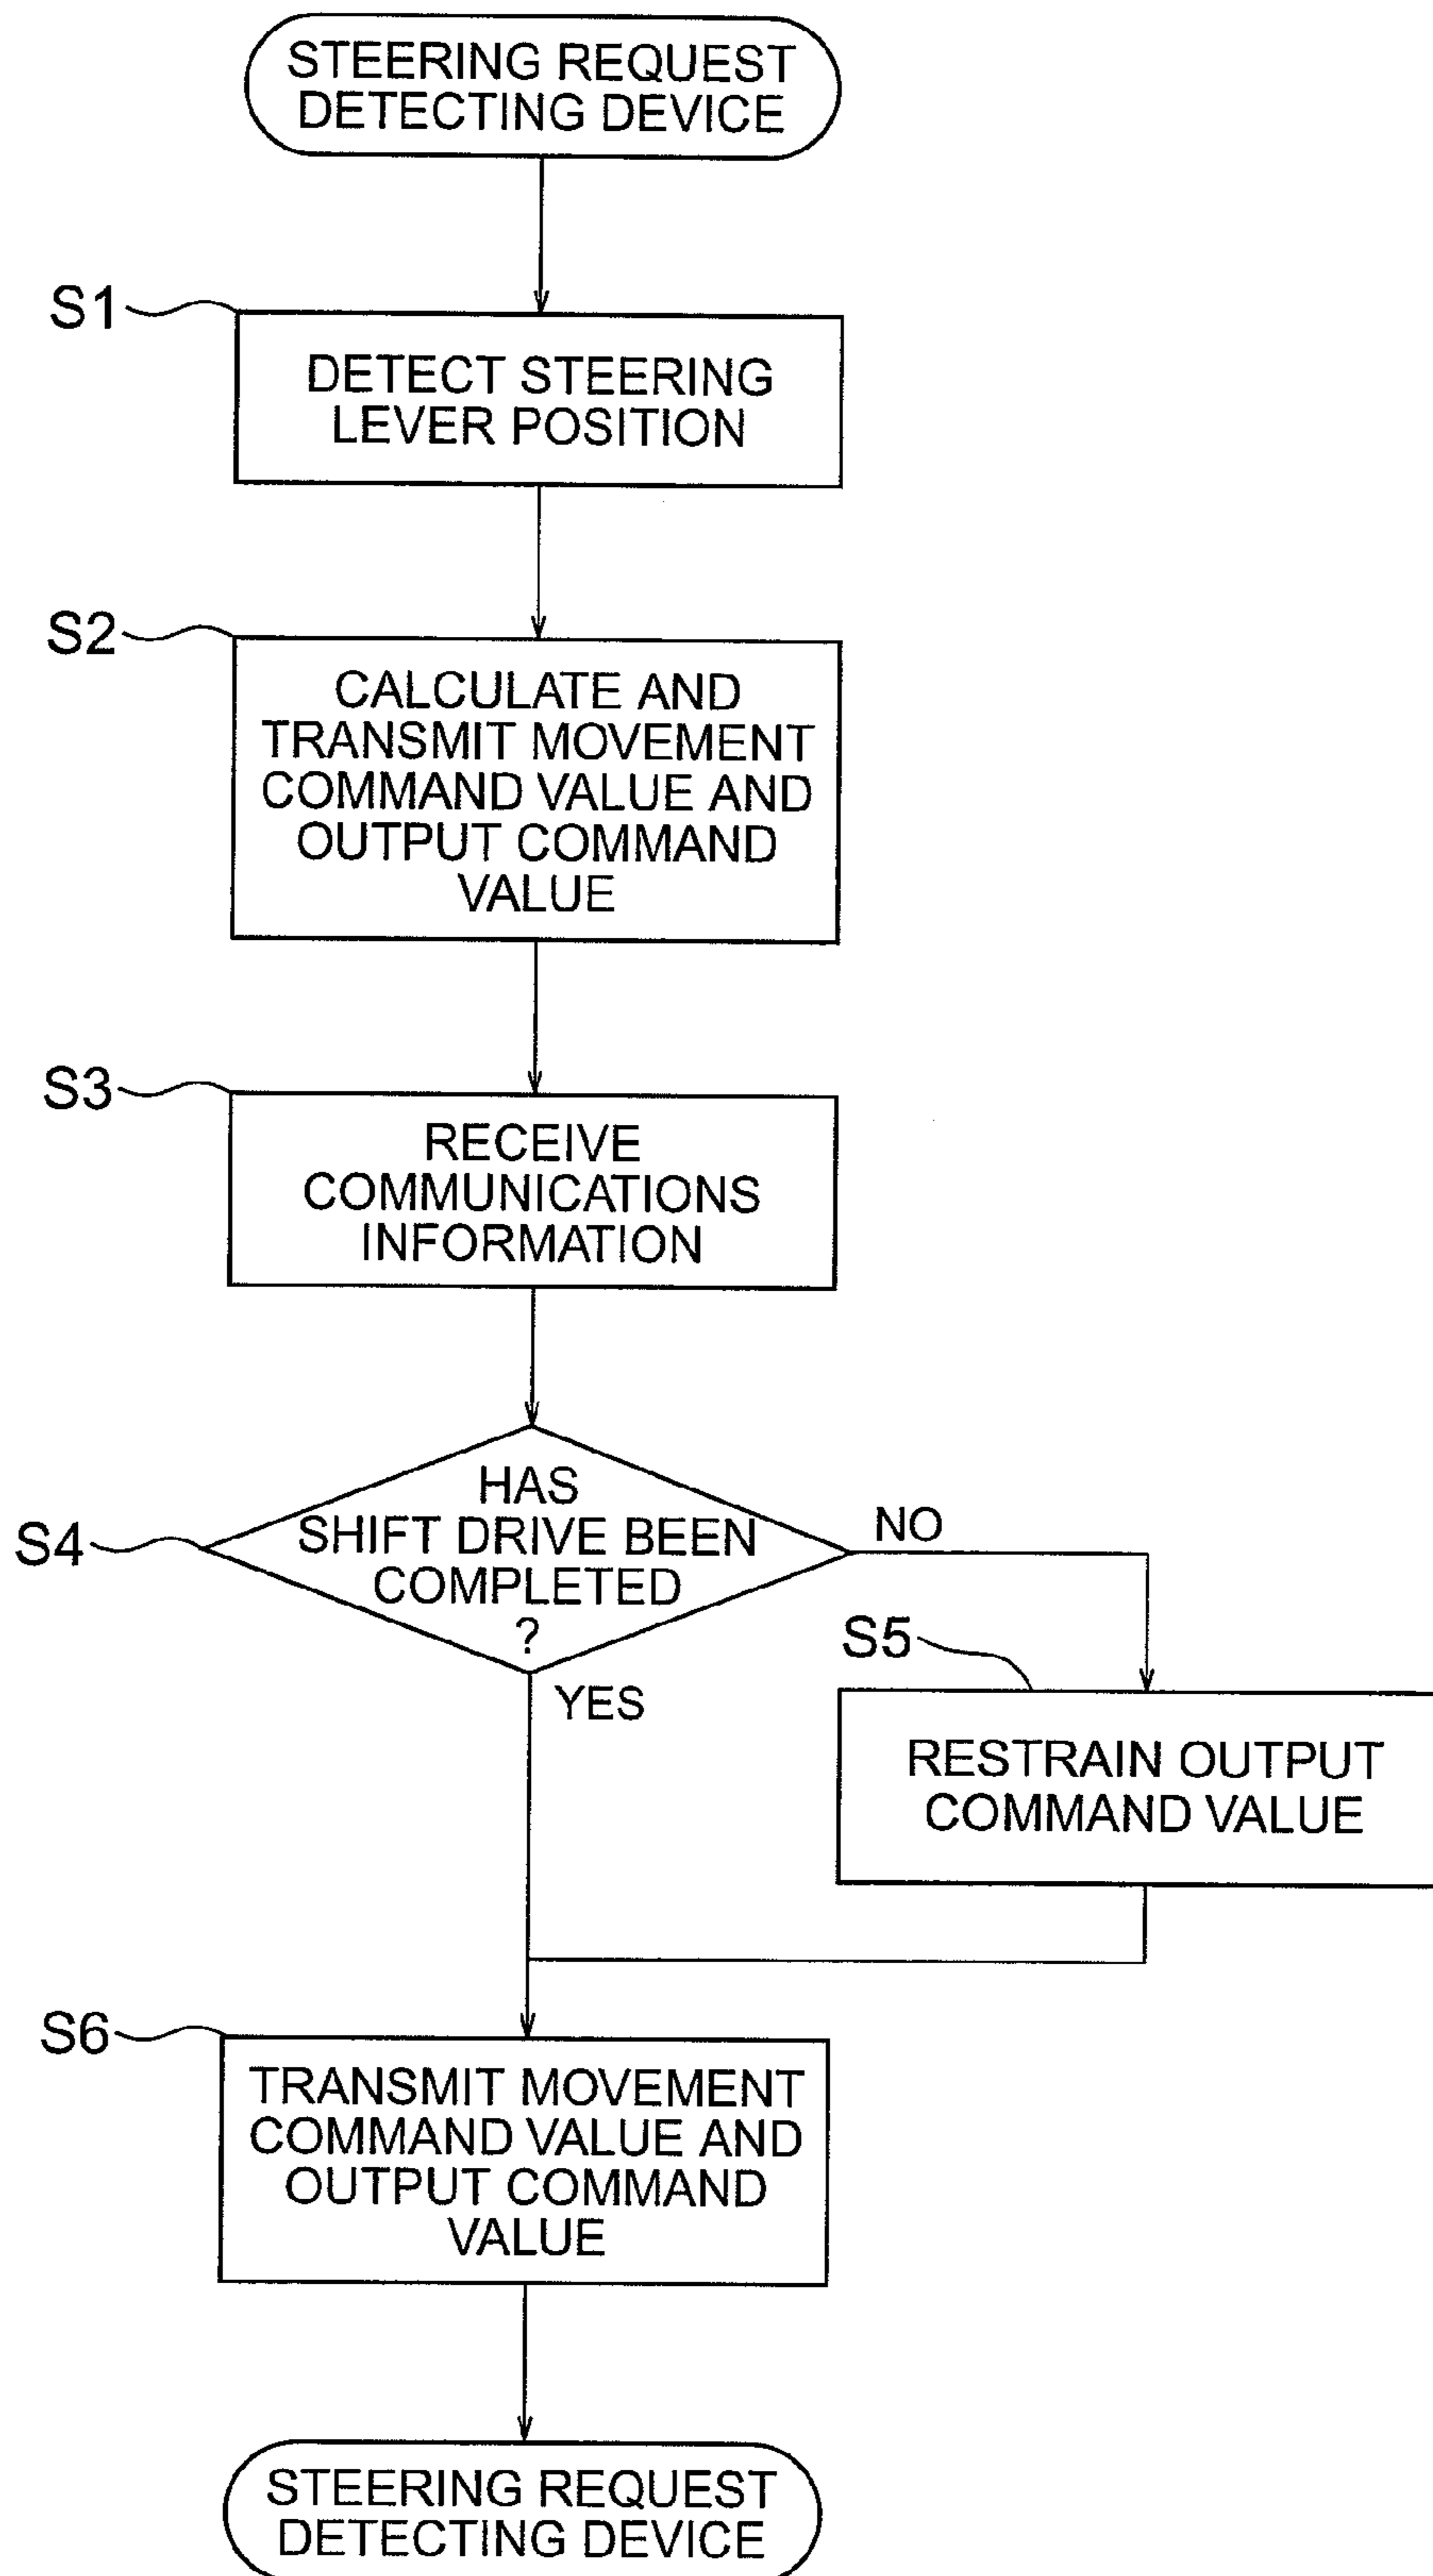 STEERING REQUEST
DETECTING DEVICE
S1
DETECT STEERING
LEVER POSITION
S2
CALCULATE AND
TRANSMIT MOVEMENT
COMMAND VALUE AND
OUTPUT COMMAND
VALUE
S3
RECEIVE
COMMUNICATIONS
INFORMATION
S4
HAS
SHIFT DRIVE BEEN
COMPLETED
?
NO
YES
S5
RESTRAIN OUTPUT
COMMAND VALUE
S6
TRANSMIT MOVEMENT
COMMAND VALUE AND
OUTPUT COMMAND
VALUE
STEERING REQUEST
DETECTING DEVICE